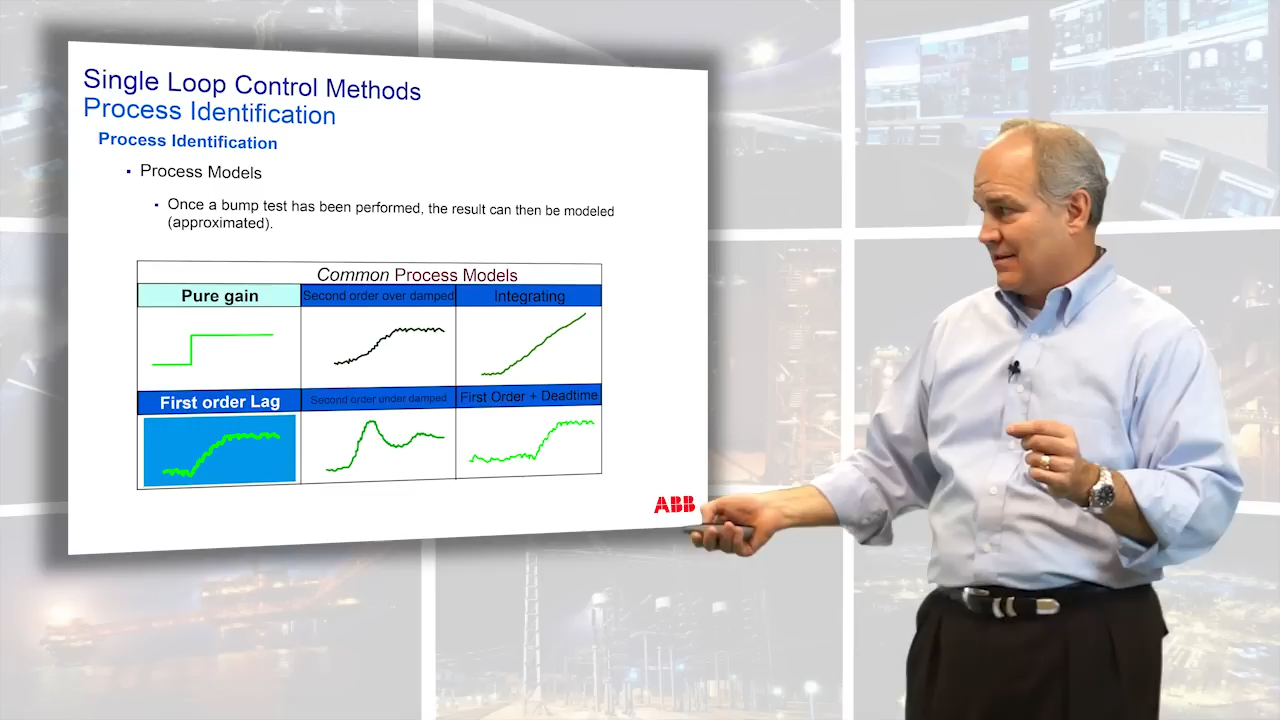 Single Loop Control Methods
Process Identification
Process Identification
▪ Process Models
▪ Once a bump test has been performed, the result can then be modeled
(approximated).
Common Process Models
Pure gain
Second order over damped
Integrating
First order Lag
Second order under damped
First Order + Deadtime
ABB